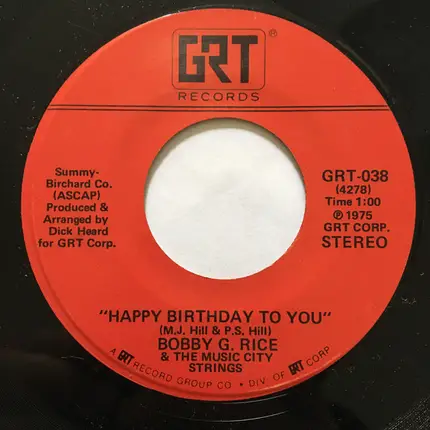 GRT®
RECORDS
Summy-
Birchard Co.
(ASCAP)
Produced &
Arranged by
Dick Heard
for GRT Corp.
GRT-038
(4278)
Time 1:00
℗ 1975
GRT CORP.
STEREO
"HAPPY BIRTHDAY TO YOU"
(M.J. Hill & P.S. Hill)
BOBBY G. RICE
& THE MUSIC CITY
STRINGS
A GRT RECORD GROUP CO • DIV. OF GRT CORP